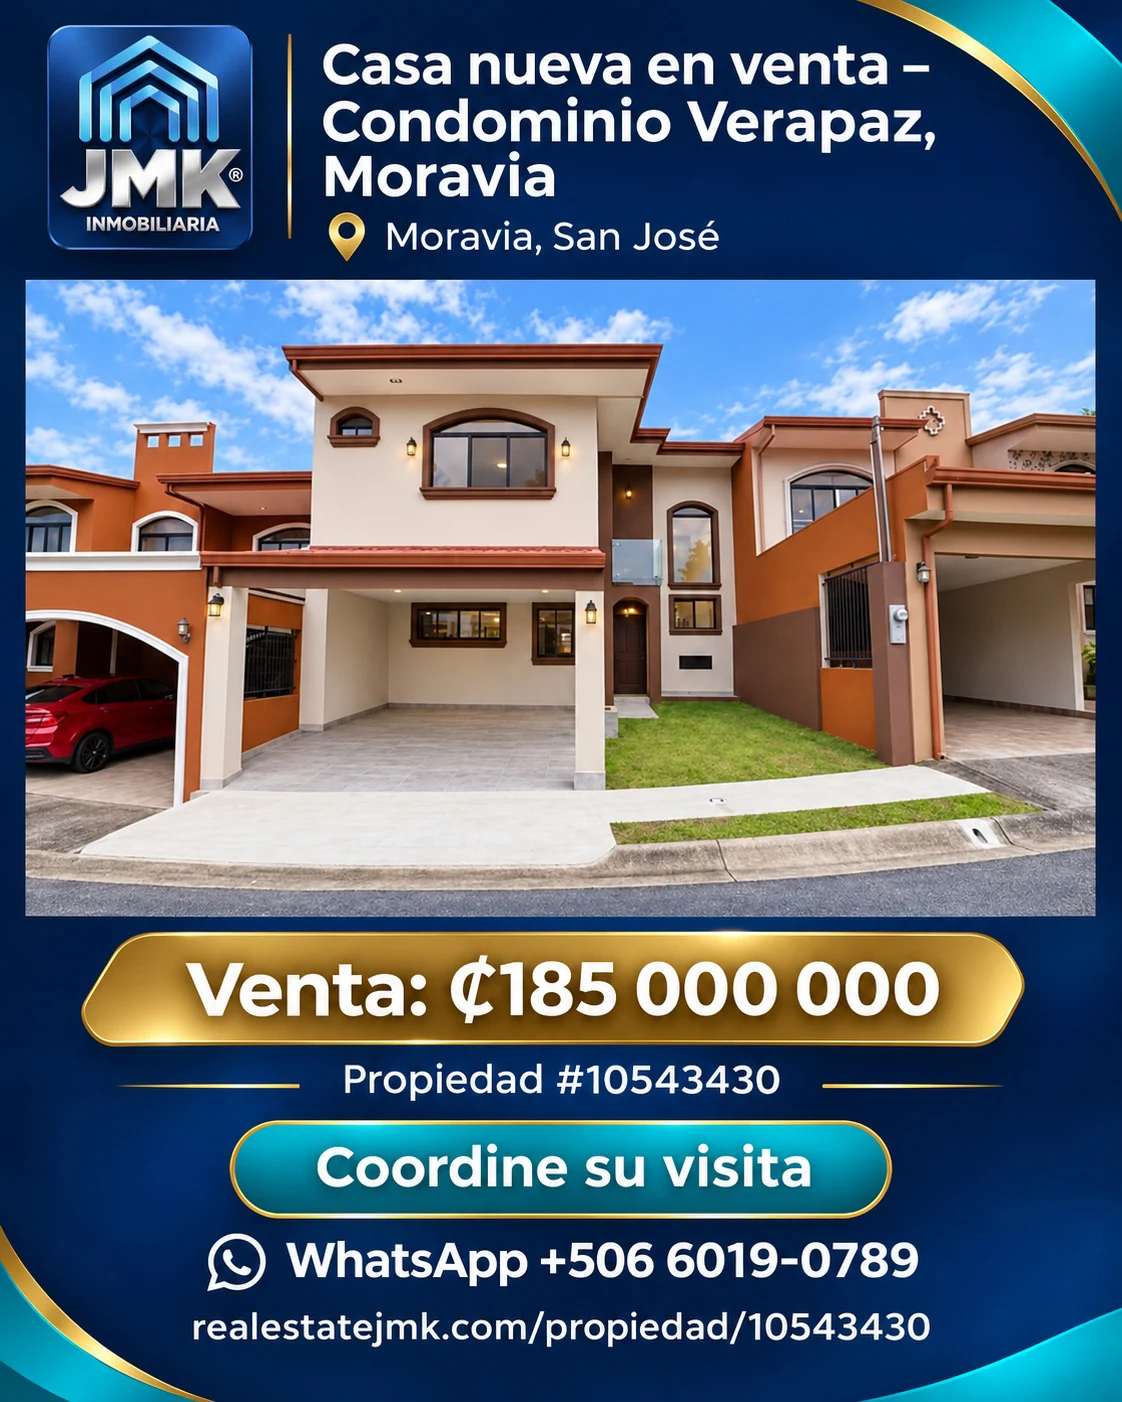 JMK®
INMOBILIARIA
Casa nueva en venta –
Condominio Verapaz,
Moravia
Moravia, San José
Venta: ₡185 000 000
Propiedad #10543430
Coordine su visita
WhatsApp +506 6019-0789
realestatejmk.com/propiedad/10543430